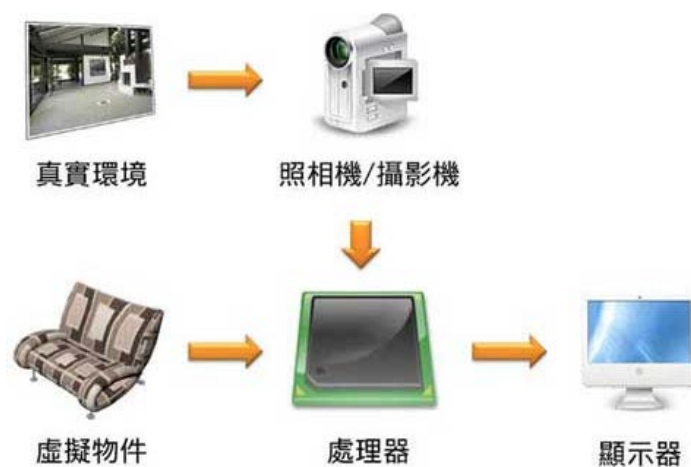 真實環境
照相機/攝影機
虛擬物件
處理器
顯示器